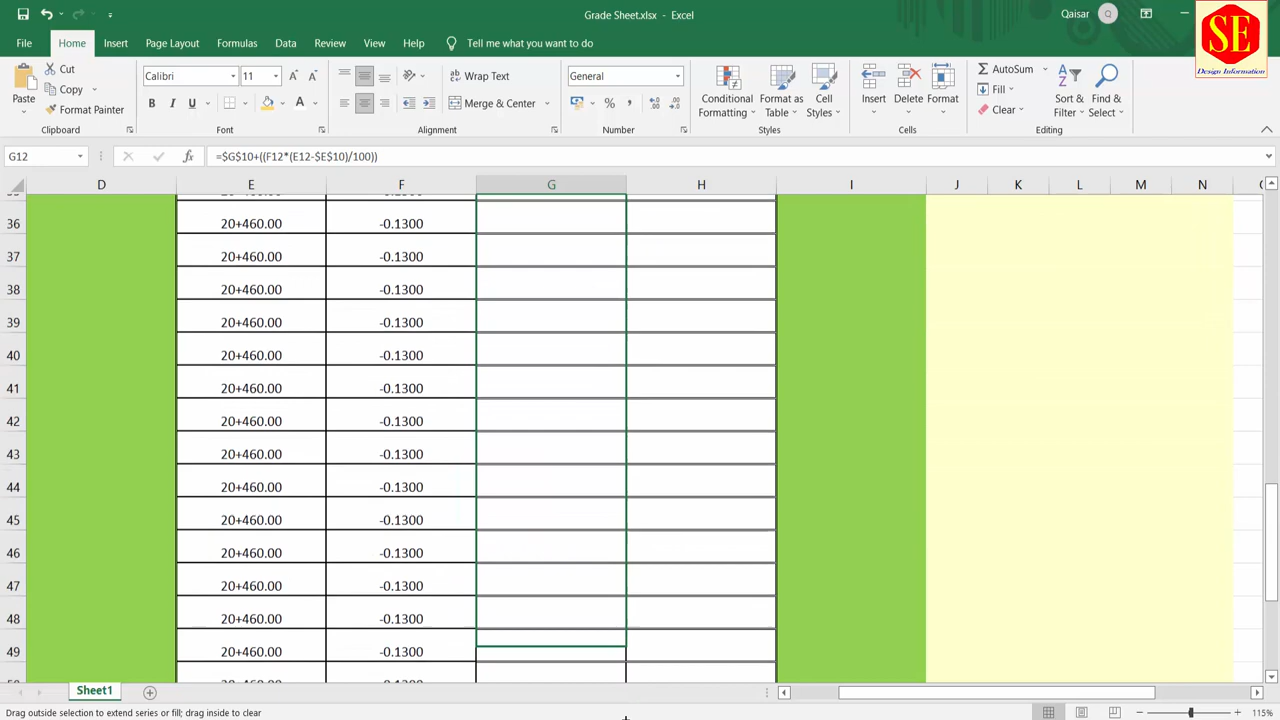 Grade Sheet.xlsx - Excel
Qaisar Q
SE
Design Information
File Home Insert Page Layout Formulas Data Review View Help Tell me what you want to do
Paste
Cut
Copy
Format Painter
Clipboard
Calibri 11
B I U
Font
Wrap Text
Merge & Center
Alignment
General
Number
Conditional Formatting
Format as Table
Cell Styles
Styles
Insert
Delete
Format
Cells
AutoSum
Fill
Clear
Sort & Filter
Find & Select
Editing
G12
fx
=$G$10+((F12*(E12-$E$10)/100))
D E F G H I J K L M N
36 20+460.00 -0.1300
37 20+460.00 -0.1300
38 20+460.00 -0.1300
39 20+460.00 -0.1300
40 20+460.00 -0.1300
41 20+460.00 -0.1300
42 20+460.00 -0.1300
43 20+460.00 -0.1300
44 20+460.00 -0.1300
45 20+460.00 -0.1300
46 20+460.00 -0.1300
47 20+460.00 -0.1300
48 20+460.00 -0.1300
49 20+460.00 -0.1300
Sheet1
Drag outside selection to extend series or fill; drag inside to clear
115%